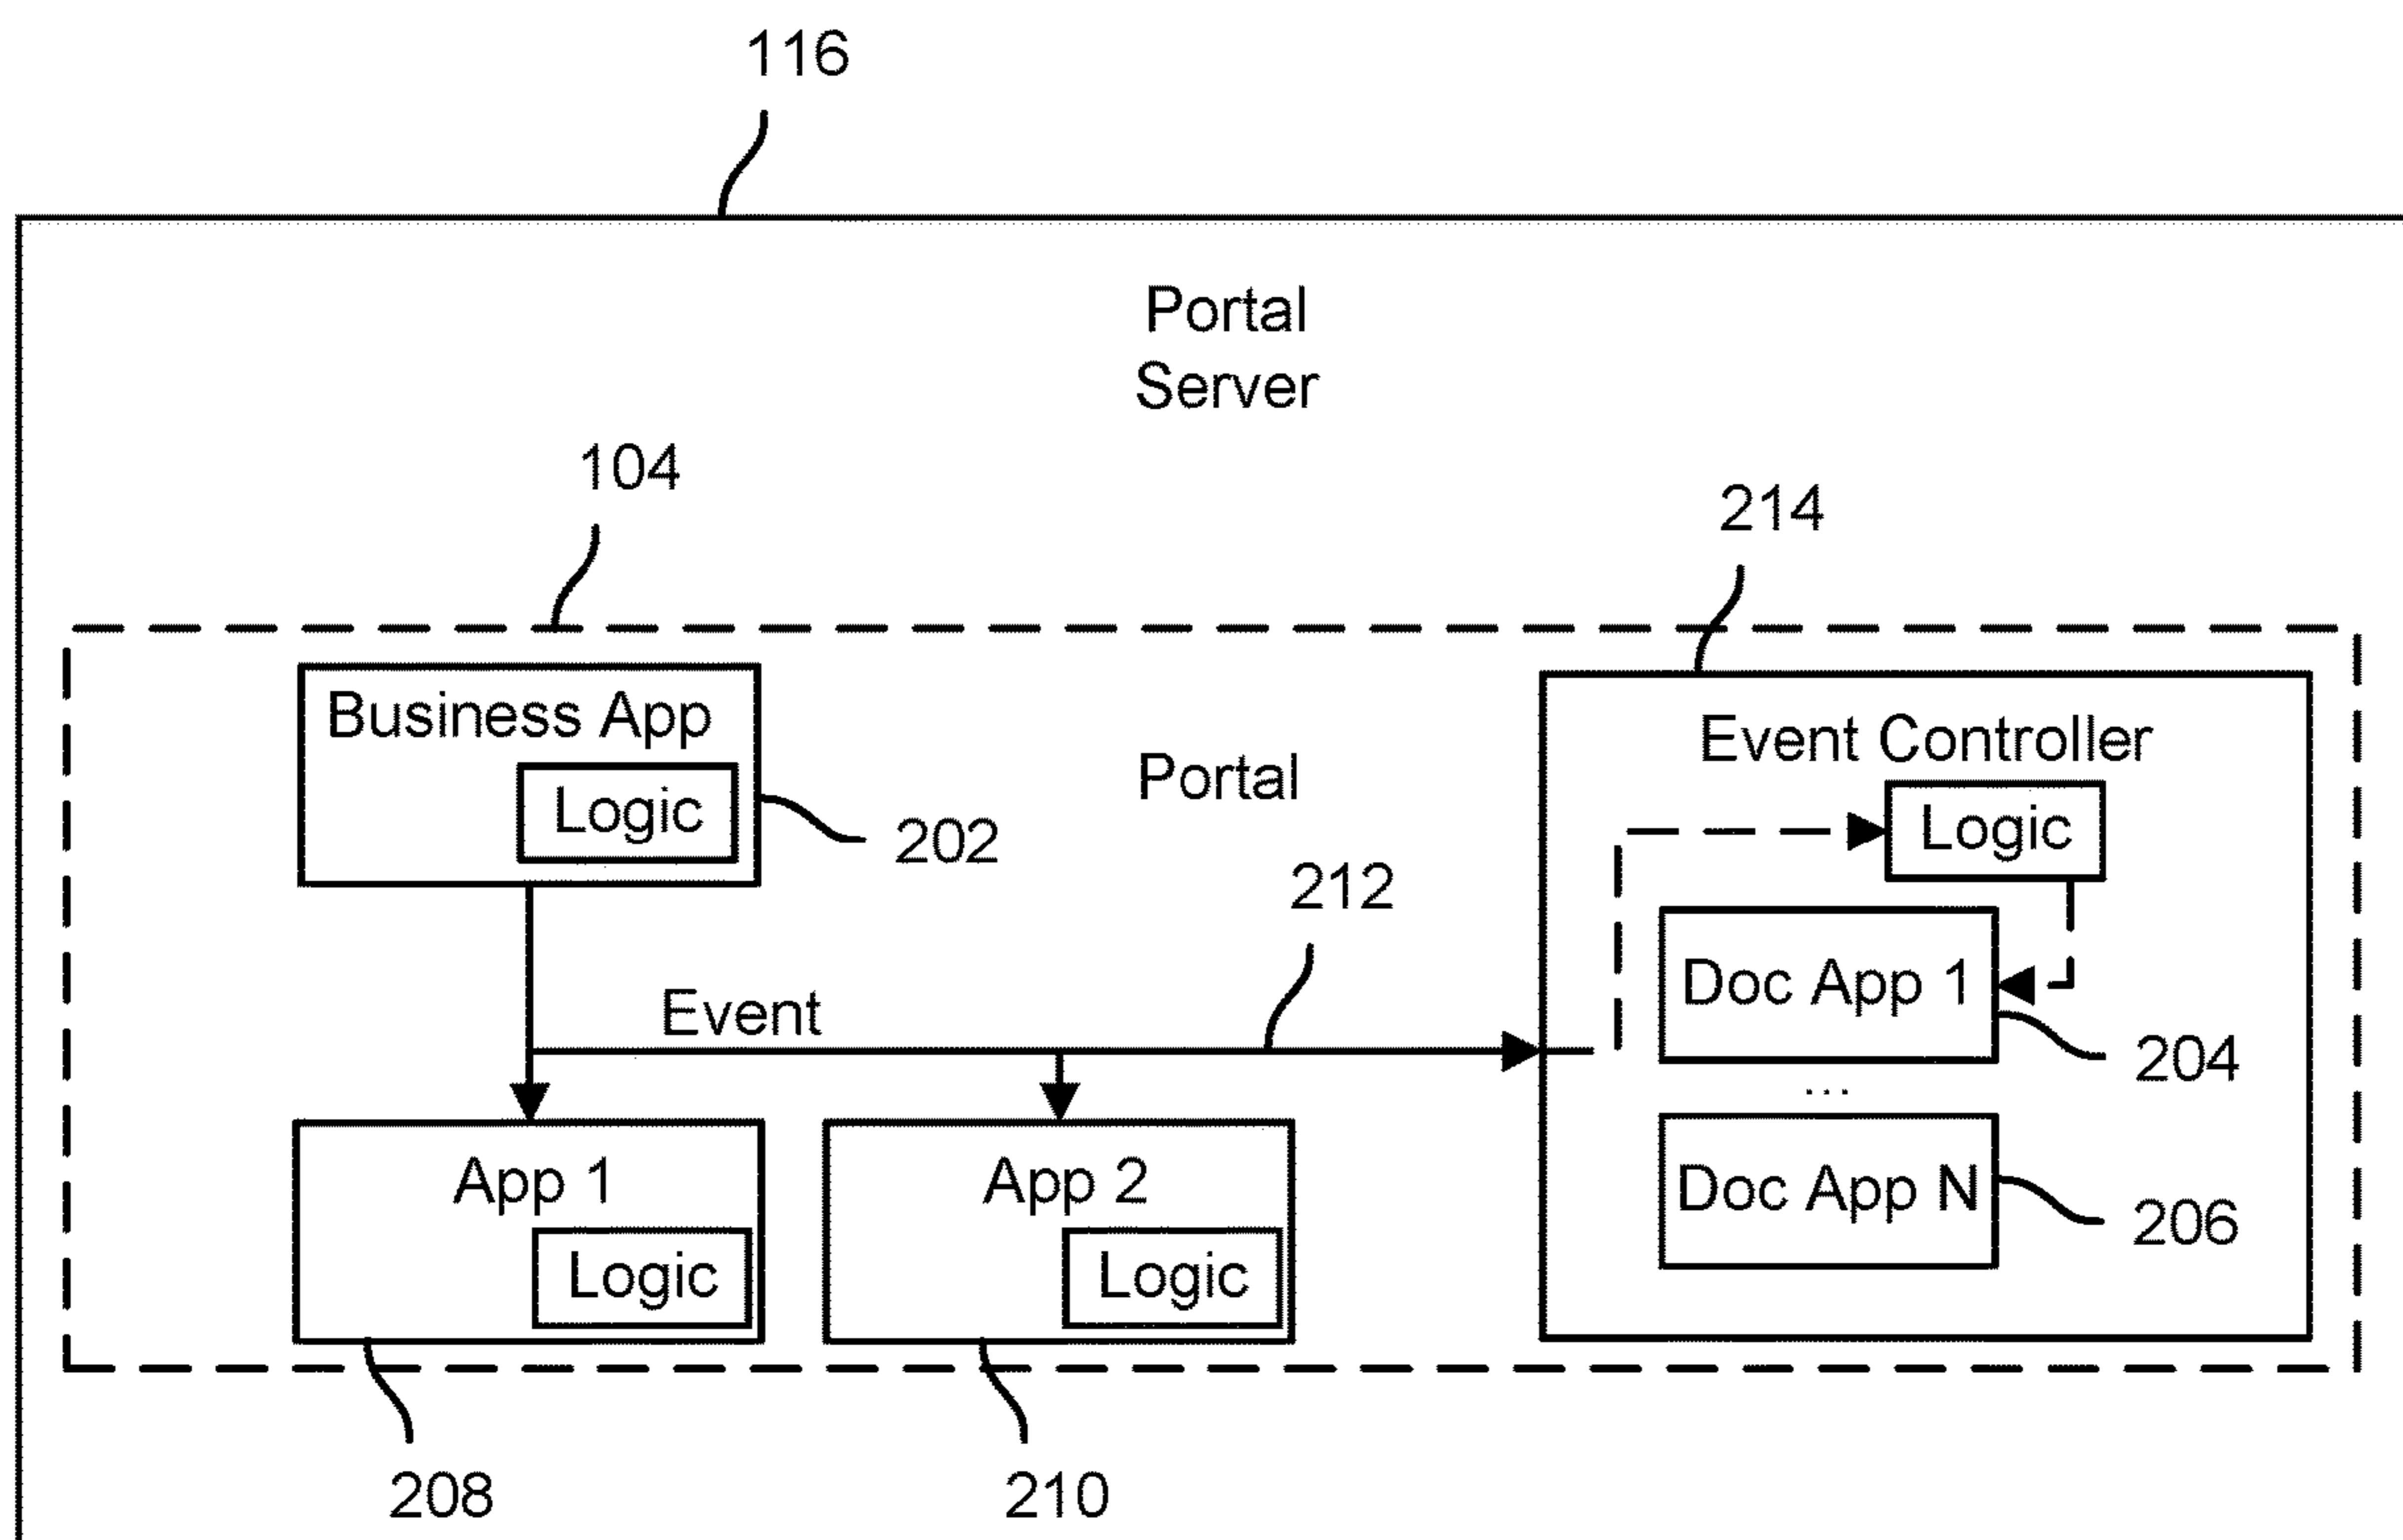 116
Portal
Server
104
214
Business App
Logic
202
Portal
Event Controller
Logic
212
Event
Doc App 1
204
...
Doc App N
206
App 1
Logic
App 2
Logic
208
210